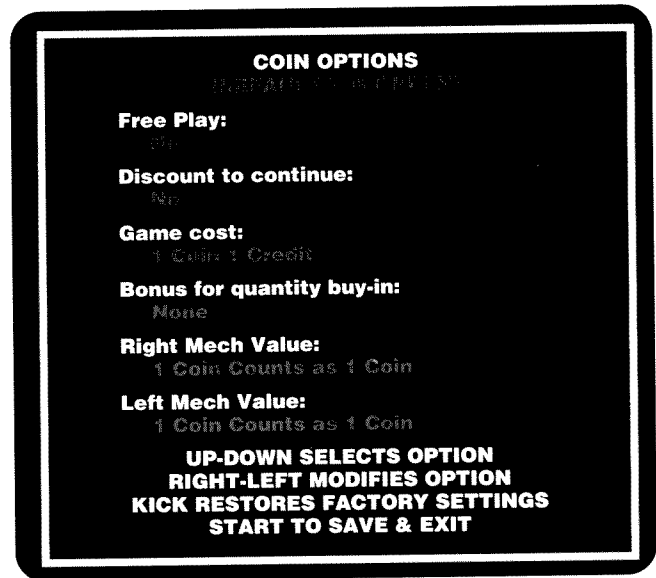 COIN OPTIONS
Free Play:
No
Discount to continue:
No
Game cost:
1 Coin 1 Credit
Bonus for quantity buy-in:
None
Right Mech Value:
1 Coin Counts as 1 Coin
Left Mech Value:
1 Coin Counts as 1 Coin
UP-DOWN SELECTS OPTION
RIGHT-LEFT MODIFIES OPTION
KICK RESTORES FACTORY SETTINGS
START TO SAVE & EXIT